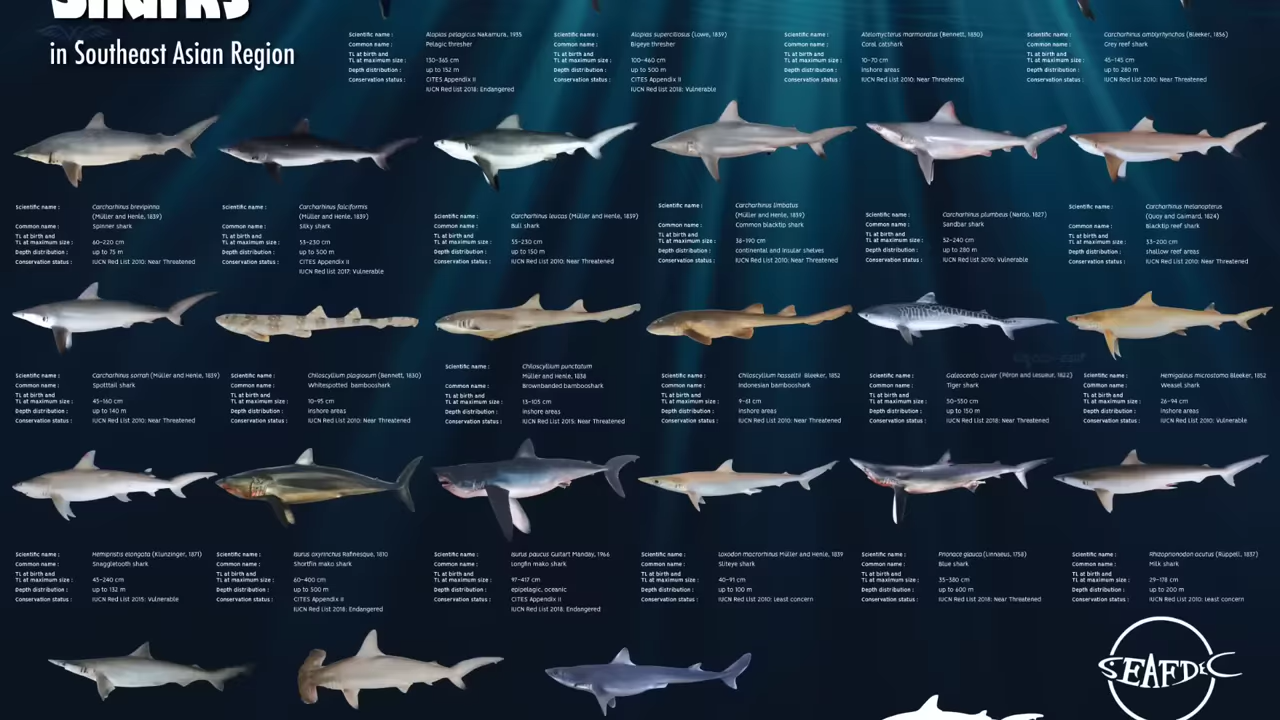 Sharks
in Southeast Asian Region
Scientific name : Alopias pelagicus Nakamura, 1935
Common name : Pelagic thresher
TL at birth and
TL at maximum size : 130-365 cm
Depth distribution : up to 152 m
Conservation status : CITES Appendix II
IUCN Red List 2018: Endangered
Scientific name : Alopias superciliosus (Lowe, 1839)
Common name : Bigeye thresher
TL at birth and
TL at maximum size : 100-460 cm
Depth distribution : up to 500 m
Conservation status : CITES Appendix II
IUCN Red List 2018: Vulnerable
Scientific name : Atelomycterus marmoratus (Bennett, 1830)
Common name : Coral catshark
TL at birth and
TL at maximum size : 10-70 cm
Depth distribution : inshore areas
Conservation status : IUCN Red List 2010: Near Threatened
Scientific name : Carcharhinus amblyrhynchos (Bleeker, 1856)
Common name : Grey reef shark
TL at birth and
TL at maximum size : 45-145 cm
Depth distribution : up to 280 m
Conservation status : IUCN Red List 2010: Near Threatened
Scientific name : Carcharhinus brevipinna
(Müller and Henle, 1839)
Common name : Spinner shark
TL at birth and
TL at maximum size : 60-220 cm
Depth distribution : up to 75 m
Conservation status : IUCN Red List 2010: Near Threatened
Scientific name : Carcharhinus falciformis
(Müller and Henle, 1839)
Common name : Silky shark
TL at birth and
TL at maximum size : 53-230 cm
Depth distribution : up to 500 m
Conservation status : CITES Appendix II
IUCN Red List 2017: Vulnerable
Scientific name : Carcharhinus leucas (Müller and Henle, 1839)
Common name : Bull shark
TL at birth and
TL at maximum size : 55-230 cm
Depth distribution : up to 150 m
Conservation status : IUCN Red List 2010: Near Threatened
Scientific name : Carcharhinus limbatus
(Müller and Henle, 1839)
Common name : Common blacktip shark
TL at birth and
TL at maximum size : 38-190 cm
Depth distribution : continental and insular shelves
Conservation status : IUCN Red List 2010: Near Threatened
Scientific name : Carcharhinus plumbeus (Nardo, 1827)
Common name : Sandbar shark
TL at birth and
TL at maximum size : 52-240 cm
Depth distribution : up to 280 m
Conservation status : IUCN Red List 2010: Vulnerable
Scientific name : Carcharhinus melanopterus
(Quoy and Gaimard, 1824)
Common name : Blacktip reef shark
TL at birth and
TL at maximum size : 33-200 cm
Depth distribution : shallow reef areas
Conservation status : IUCN Red List 2010: Near Threatened
Scientific name : Carcharhinus sorrah (Müller and Henle, 1839)
Common name : Spottail shark
TL at birth and
TL at maximum size : 45-160 cm
Depth distribution : up to 140 m
Conservation status : IUCN Red List 2010: Near Threatened
Scientific name : Chiloscyllium plagiosum (Bennett, 1830)
Common name : Whitespotted bambooshark
TL at birth and
TL at maximum size : 10-95 cm
Depth distribution : inshore areas
Conservation status : IUCN Red List 2010: Near Threatened
Scientific name : Chiloscyllium punctatum
Müller and Henle, 1838
Common name : Brownbanded bambooshark
TL at birth and
TL at maximum size : 13-105 cm
Depth distribution : inshore areas
Conservation status : IUCN Red List 2015: Near Threatened
Scientific name : Chiloscyllium hasseltii Bleeker, 1852
Common name : Indonesian bambooshark
TL at birth and
TL at maximum size : 9-61 cm
Depth distribution : inshore areas
Conservation status : IUCN Red List 2010: Near Threatened
Scientific name : Galeocerdo cuvier (Péron and Lesueur, 1822)
Common name : Tiger shark
TL at birth and
TL at maximum size : 50-550 cm
Depth distribution : up to 150 m
Conservation status : IUCN Red List 2018: Near Threatened
Scientific name : Hemigaleus microstoma Bleeker, 1852
Common name : Weasel shark
TL at birth and
TL at maximum size : 26-94 cm
Depth distribution : up to 170 m
Conservation status : IUCN Red List 2010: Vulnerable
Scientific name : Hemipristis elongata (Klunzinger, 1871)
Common name : Snaggletooth shark
TL at birth and
TL at maximum size : 45-240 cm
Depth distribution : up to 132 m
Conservation status : IUCN Red List 2015: Vulnerable
Scientific name : Isurus oxyrinchus Rafinesque, 1810
Common name : Shortfin mako shark
TL at birth and
TL at maximum size : 60-400 cm
Depth distribution : up to 500 m
Conservation status : CITES Appendix II
IUCN Red List 2018: Endangered
Scientific name : Isurus paucus Guitart Manday, 1966
Common name : Longfin mako shark
TL at birth and
TL at maximum size : 97-417 cm
Depth distribution : epipelagic, oceanic
Conservation status : CITES Appendix II
IUCN Red List 2018: Endangered
Scientific name : Loxodon macrorhinus Müller and Henle, 1839
Common name : Sliteye shark
TL at birth and
TL at maximum size : 40-91 cm
Depth distribution : up to 100 m
Conservation status : IUCN Red List 2010: Least concern
Scientific name : Prionace glauca (Linnaeus, 1758)
Common name : Blue shark
TL at birth and
TL at maximum size : 35-380 cm
Depth distribution : up to 600 m
Conservation status : IUCN Red List 2018: Near Threatened
Scientific name : Rhizoprionodon acutus (Rüppell, 1837)
Common name : Milk shark
TL at birth and
TL at maximum size : 29-178 cm
Depth distribution : up to 200 m
Conservation status : IUCN Red List 2010: Least concern
SEAFDEC